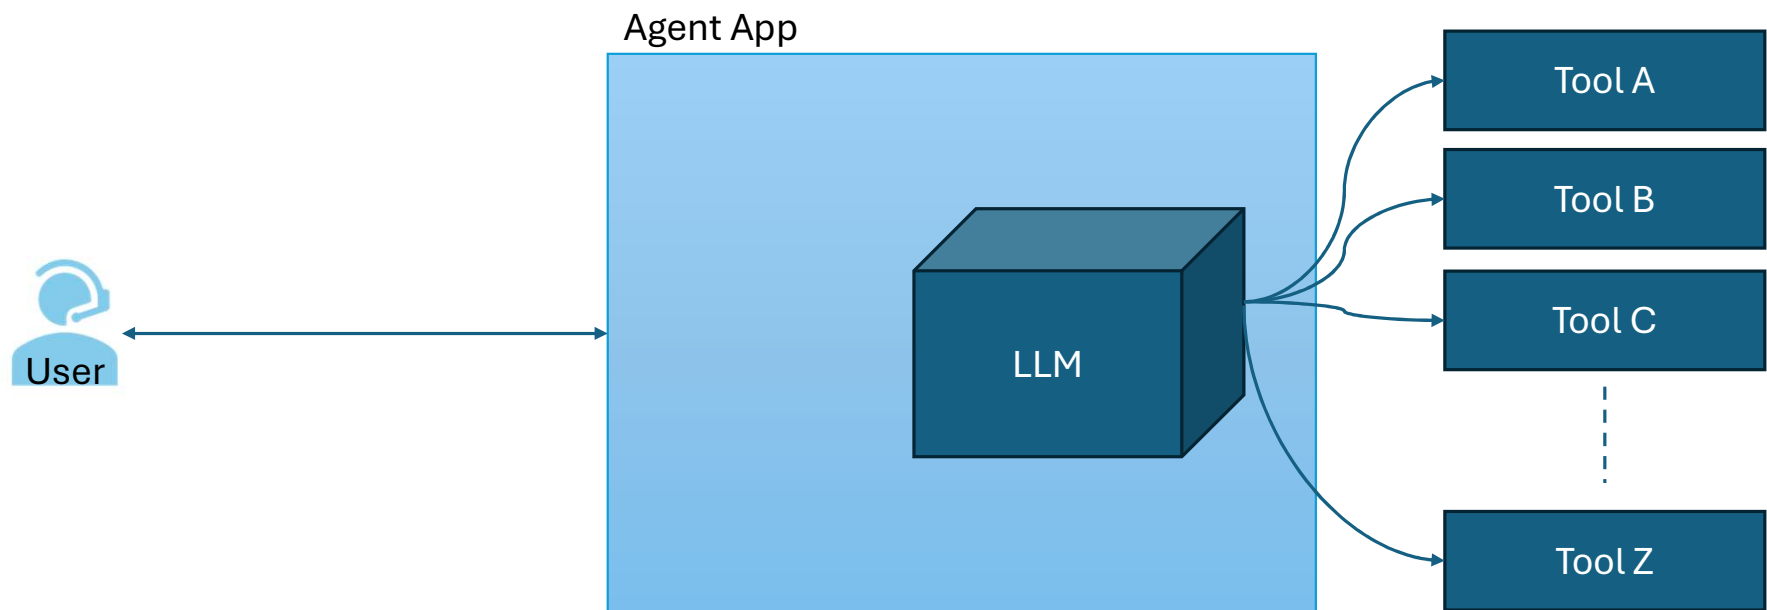 Agent App
Tool A
Tool B
Tool C
LLM
User
Tool Z